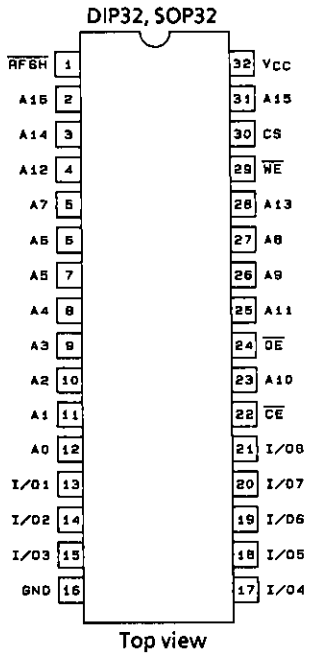 DIP32, SOP32
RFSH 1 32 VCC
A16 2 31 A15
A14 3 30 CS
A12 4 29 WE
A7 5 28 A13
A6 6 27 A8
A5 7 26 A9
A4 8 25 A11
A3 9 24 OE
A2 10 23 A10
A1 11 22 CE
A0 12 21 I/O8
I/O1 13 20 I/O7
I/O2 14 19 I/O6
I/O3 15 18 I/O5
GND 16 17 I/O4
Top view